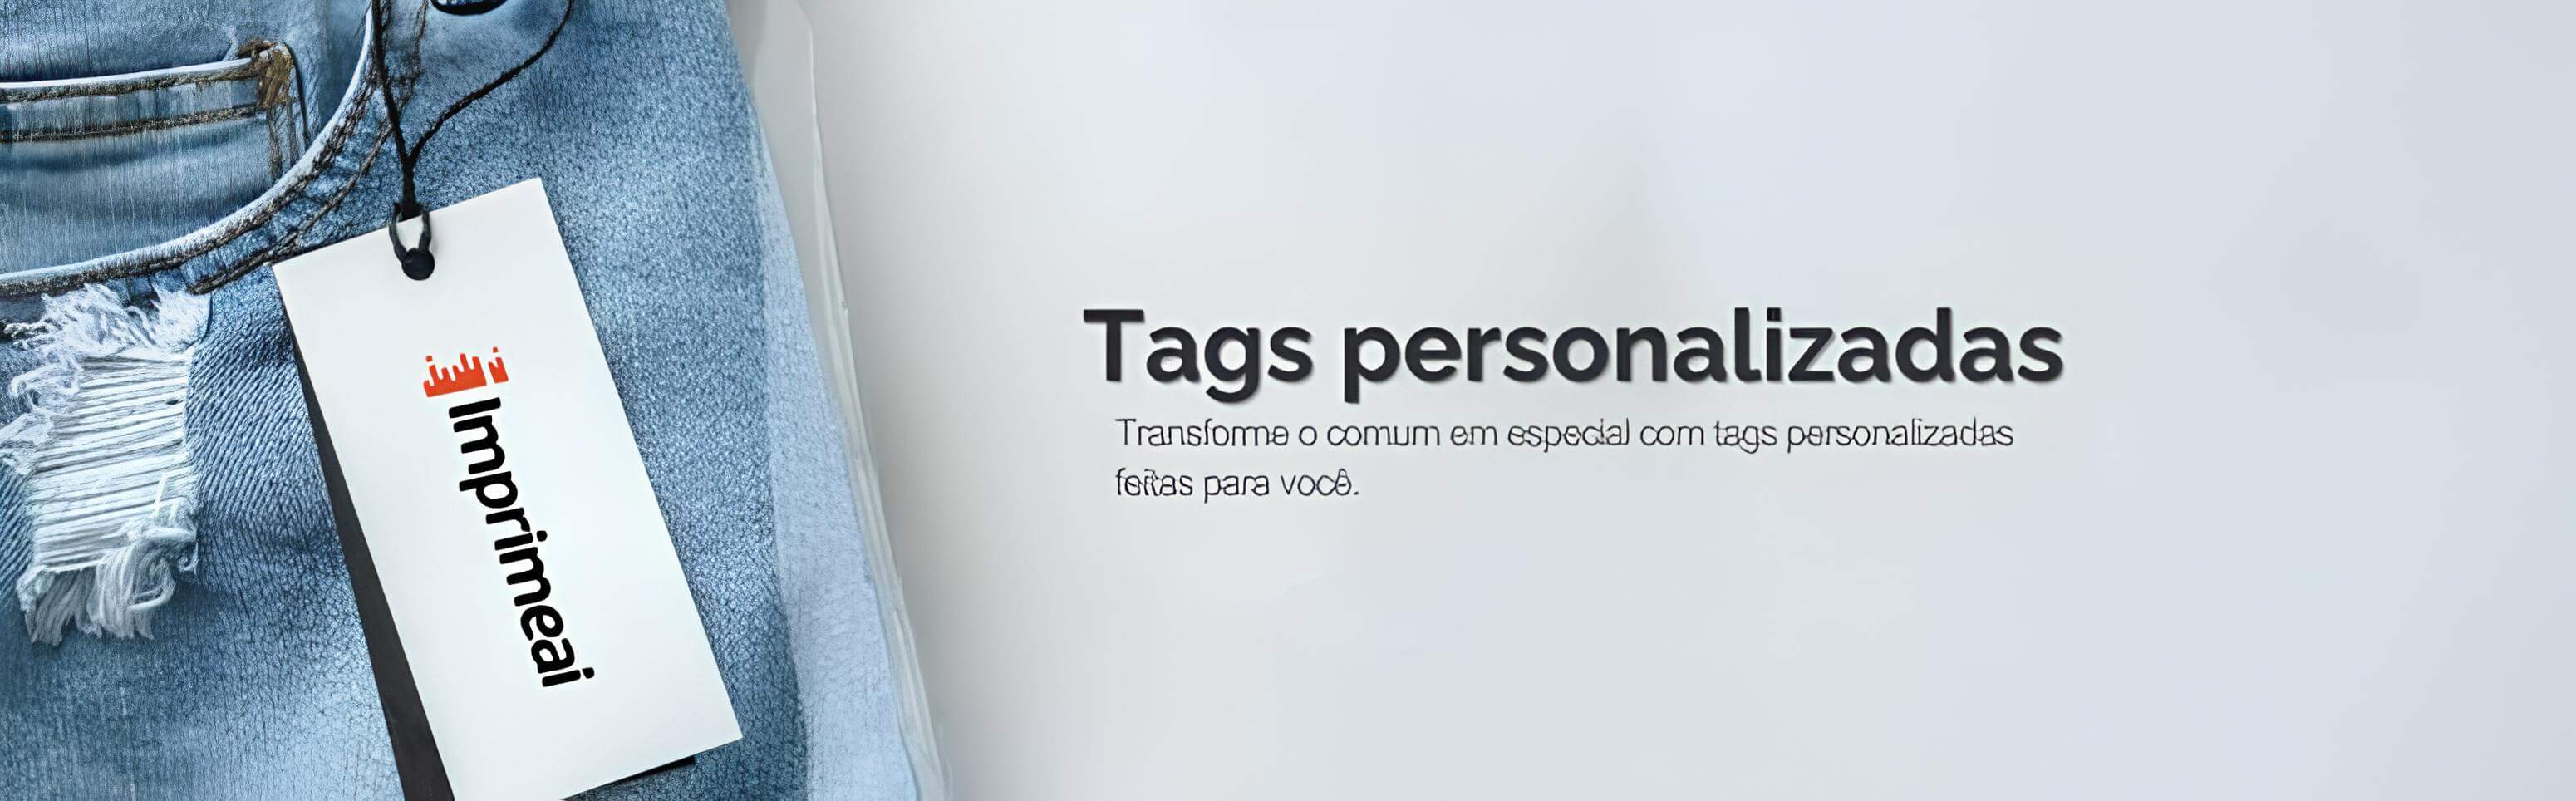 Imprimeai
Tags personalizadas
Transforme o comum em especial com tags personalizadas
feitas para você.